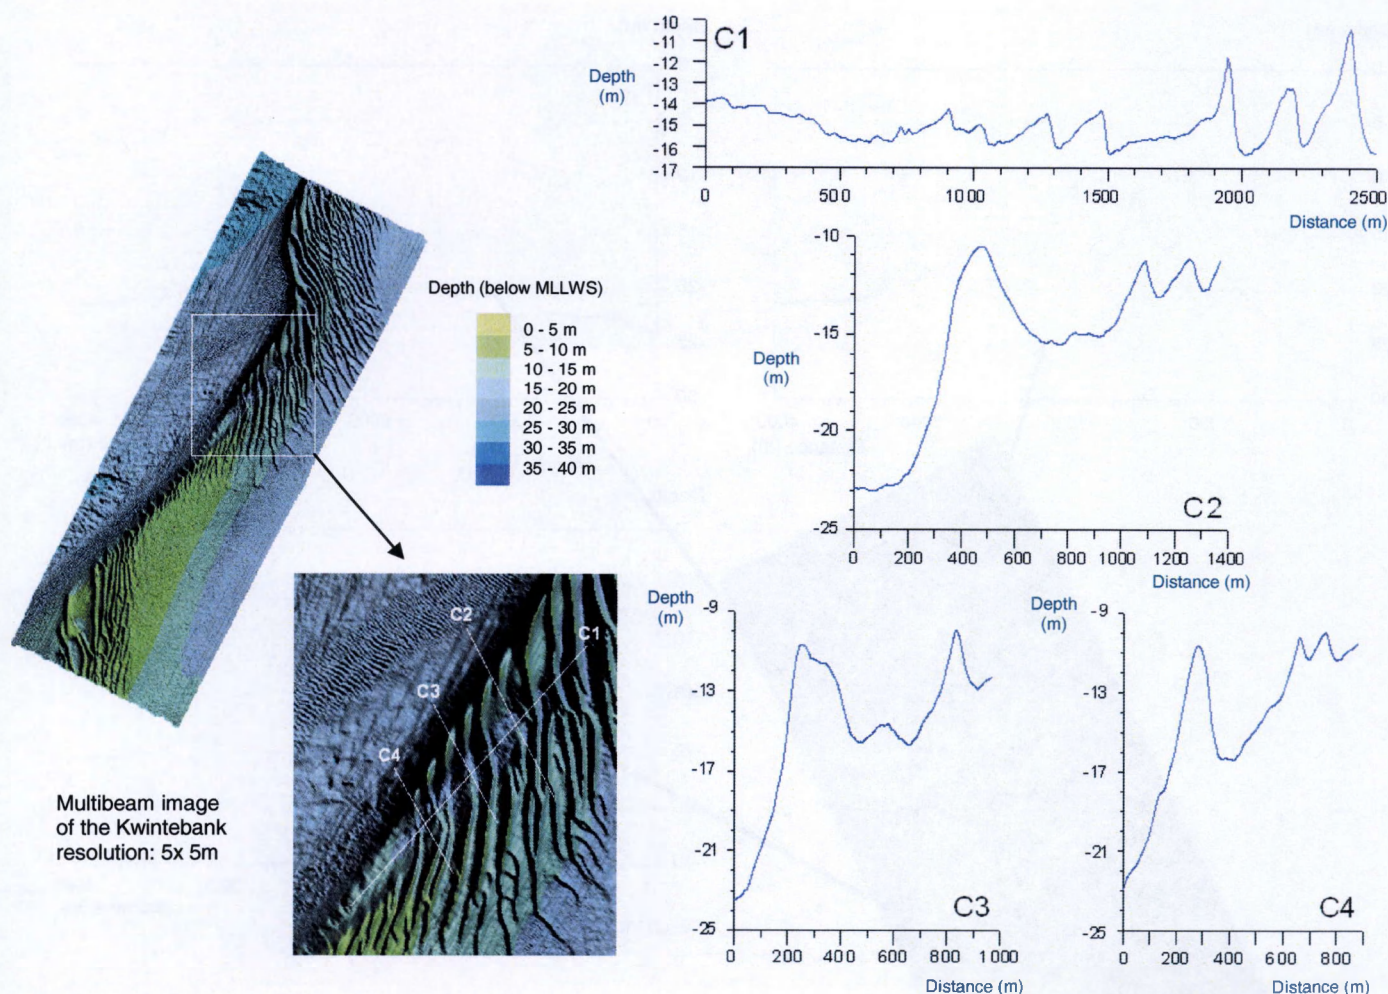 C1
Depth
(m)
-10
-11
-12
-13
-14
-15
-16
-17
0
500
1000
1500
2000
2500
Distance (m)
Depth (below MLLWS)
0 - 5 m
5 - 10 m
10 - 15 m
15 - 20 m
20 - 25 m
25 - 30 m
30 - 35 m
35 - 40 m
C2
Depth
(m)
-10
-15
-20
-25
0
200
400
600
800
1000
1200
1400
Distance (m)
Multibeam image
of the Kwintebank
resolution: 5x 5m
C2
C1
C3
C4
Depth
(m)
-9
-13
-17
-21
-25
C3
0
200
400
600
800
1000
Distance (m)
Depth
(m)
-9
-13
-17
-21
-25
C4
0
200
400
600
800
Distance (m)